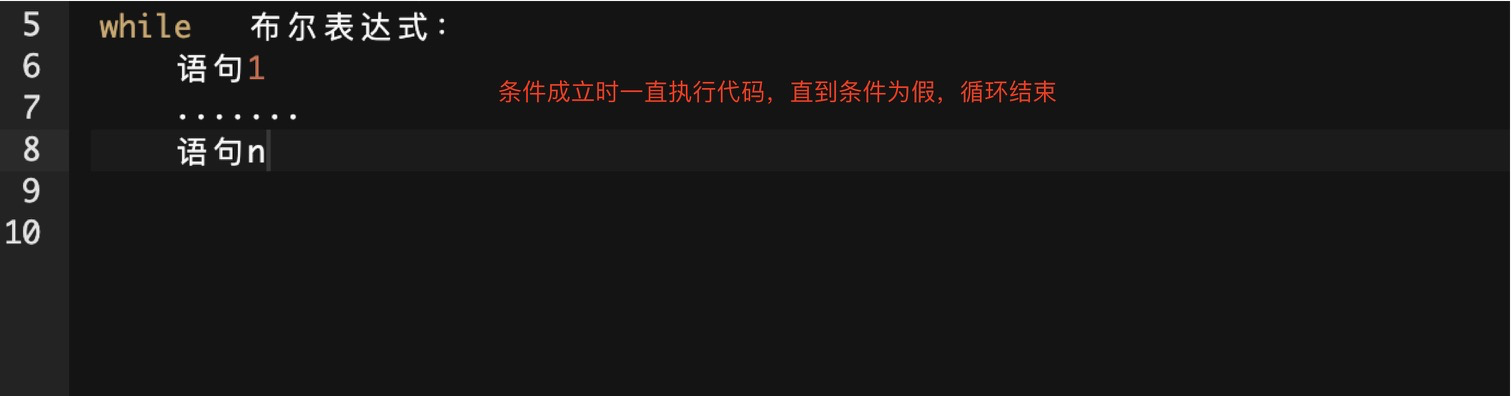 5 while 布尔表达式:
6 语句1
条件成立时一直执行代码，直到条件为假，循环结束
7 .......
8 语句n
9
10